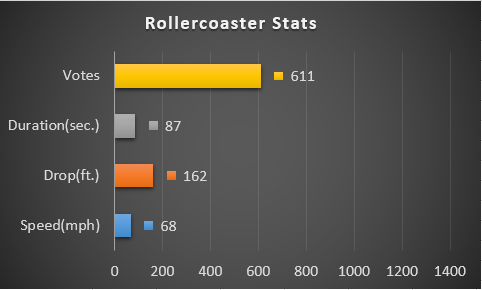 Rollercoaster Stats
Votes 611
Duration(sec.) 87
Drop(ft.) 162
Speed(mph) 68
0 200 400 600 800 1000 1200 1400